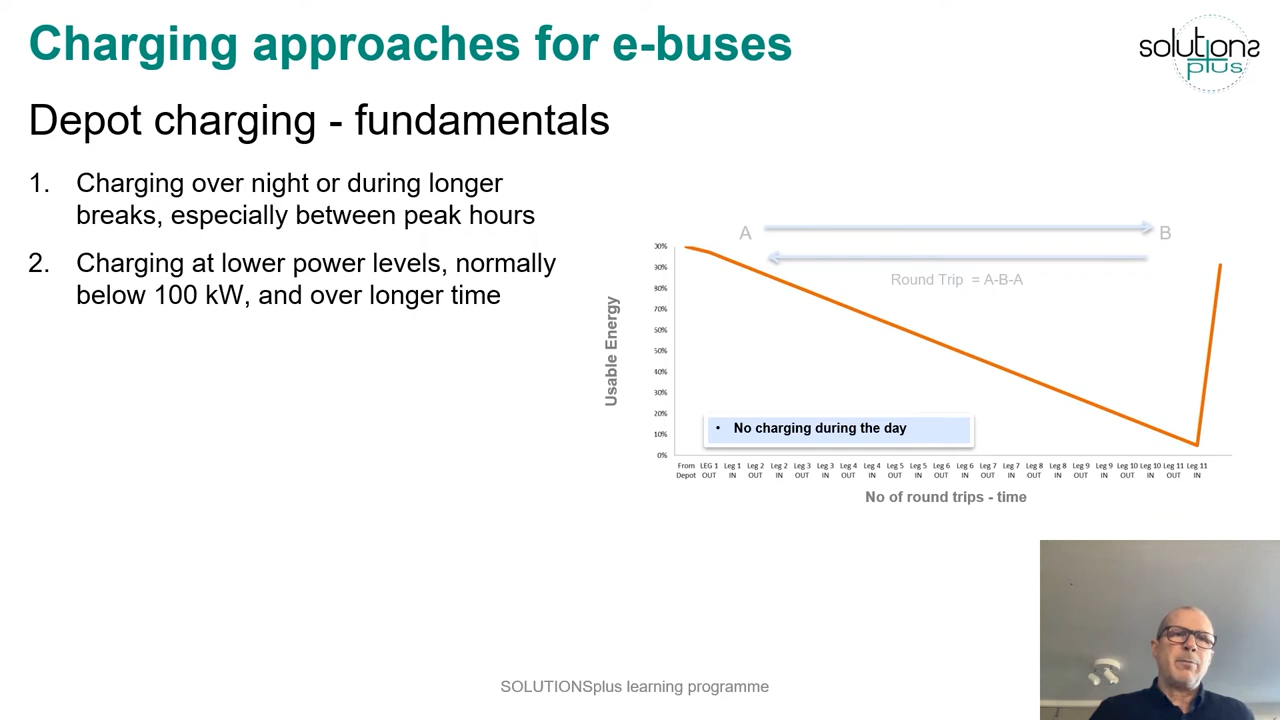 Charging approaches for e-buses
solutions
plus
Depot charging - fundamentals
1. Charging over night or during longer
breaks, especially between peak hours
2. Charging at lower power levels, normally
below 100 kW, and over longer time
A
B
Round Trip = A-B-A
Usable Energy
00%
90%
80%
70%
60%
50%
40%
30%
20%
10%
0%
• No charging during the day
From Depot
LEG 1 OUT
Leg 1 IN
Leg 2 OUT
Leg 2 IN
Leg 3 OUT
Leg 3 IN
Leg 4 OUT
Leg 4 IN
Leg 5 OUT
Leg 5 IN
Leg 6 OUT
Leg 6 IN
Leg 7 OUT
Leg 7 IN
Leg 8 OUT
Leg 8 IN
Leg 9 OUT
Leg 9 IN
Leg 10 OUT
Leg 10 IN
Leg 11 OUT
Leg 11 IN
No of round trips - time
SOLUTIONSplus learning programme